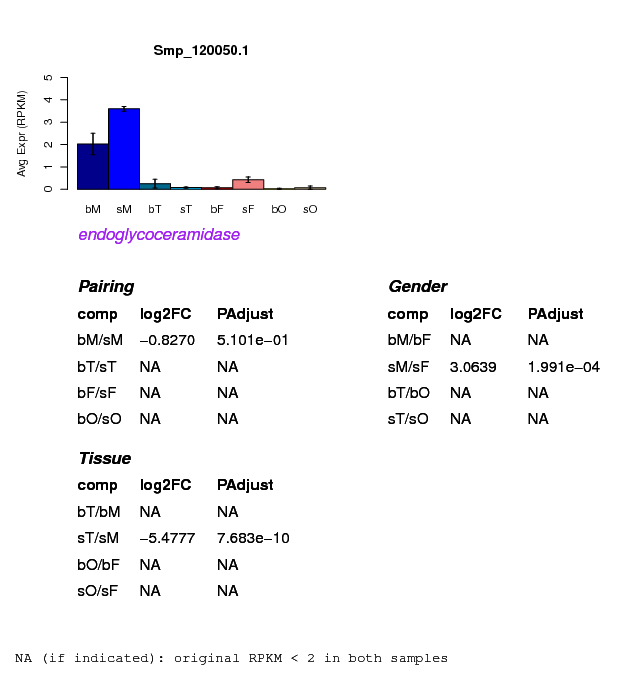 Smp_120050.1
Avg Expr (RPKM)
5
4
3
2
1
0
bM sM bT sT bF sF bO sO
endoglycoceramidase
Pairing
comp log2FC PAdjust
bM/sM −0.8270 5.101e−01
bT/sT NA NA
bF/sF NA NA
bO/sO NA NA
Gender
comp log2FC PAdjust
bM/bF NA NA
sM/sF 3.0639 1.991e−04
bT/bO NA NA
sT/sO NA NA
Tissue
comp log2FC PAdjust
bT/bM NA NA
sT/sM −5.4777 7.683e−10
bO/bF NA NA
sO/sF NA NA
NA (if indicated): original RPKM < 2 in both samples